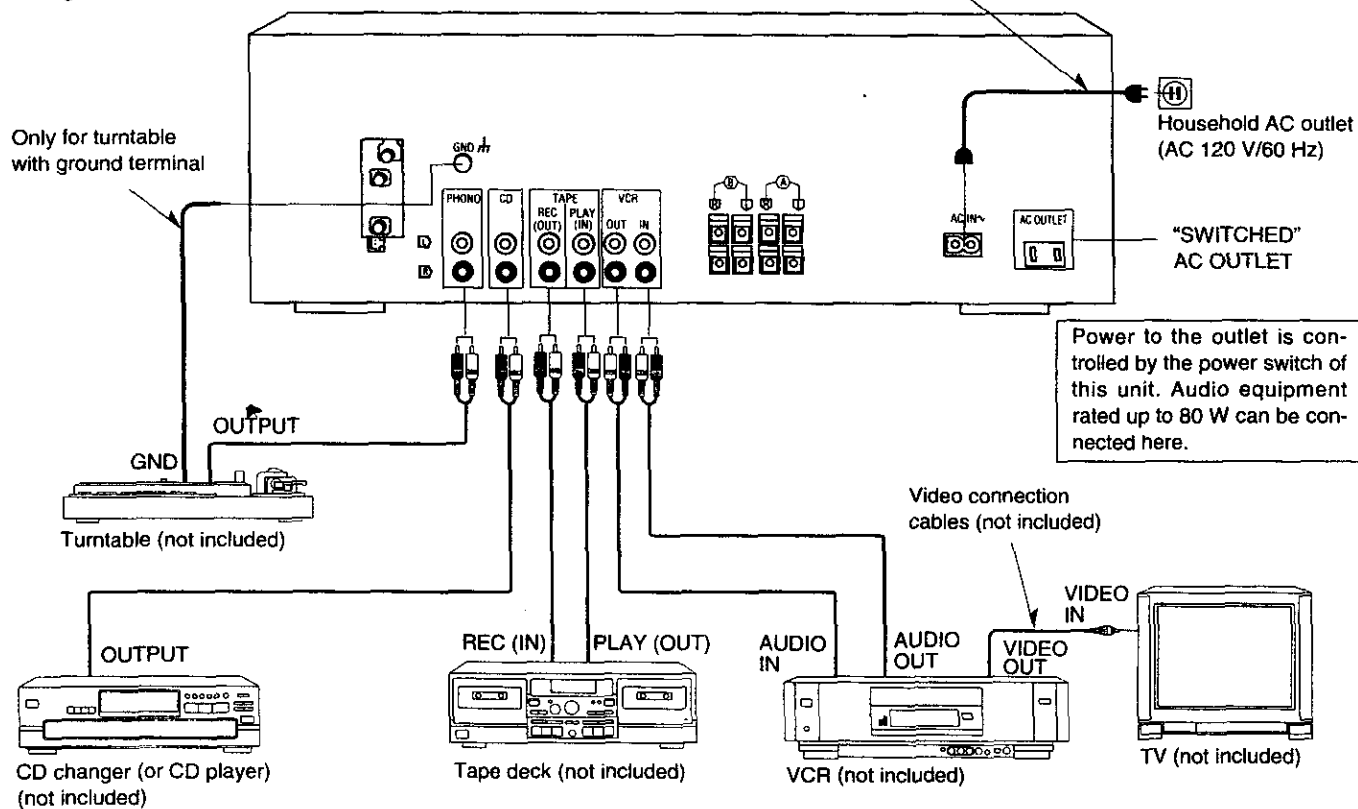 Only for turntable
with ground terminal
GND
PHONO
CD
TAPE
REC
(OUT)
PLAY
(IN)
VCR
OUT
IN
L
R
B
A
R
L
R
L
AC IN~
AC OUTLET
Household AC outlet
(AC 120 V/60 Hz)
"SWITCHED"
AC OUTLET
Power to the outlet is con-
trolled by the power switch of
this unit. Audio equipment
rated up to 80 W can be con-
nected here.
OUTPUT
GND
Turntable (not included)
Video connection
cables (not included)
OUTPUT
CD changer (or CD player)
(not included)
REC (IN)
PLAY (OUT)
Tape deck (not included)
AUDIO
IN
AUDIO
OUT
VIDEO
OUT
VIDEO
IN
VCR (not included)
TV (not included)